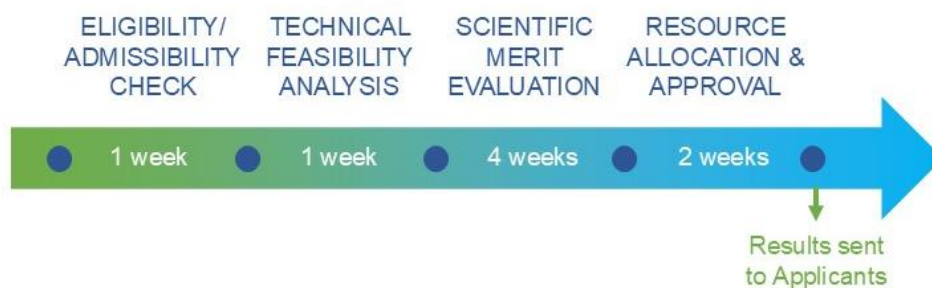 ELIGIBILITY/
ADMISSIBILITY
CHECK
TECHNICAL
FEASIBILITY
ANALYSIS
SCIENTIFIC
MERIT
EVALUATION
RESOURCE
ALLOCATION &
APPROVAL
1 week
1 week
4 weeks
2 weeks
Results sent
to Applicants